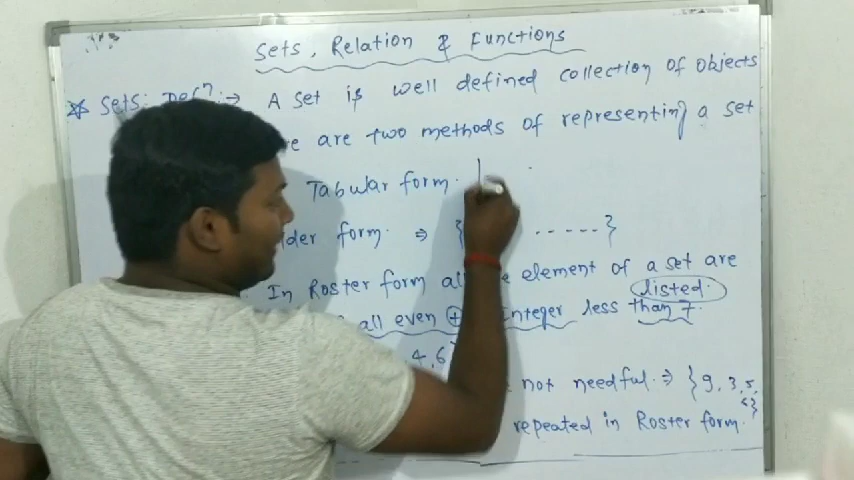 Sets, Relation & Functions
Sets: Defⁿ:→ A set is well defined collection of objects
are two methods of representing a set
Tabular form.
form. ⇒ { -----}
In Roster form all element of a set are listed.
all even (+) Integer less than 7.
4,6
not needful. ⇒ {9, 3, 5,
repeated in Roster form.